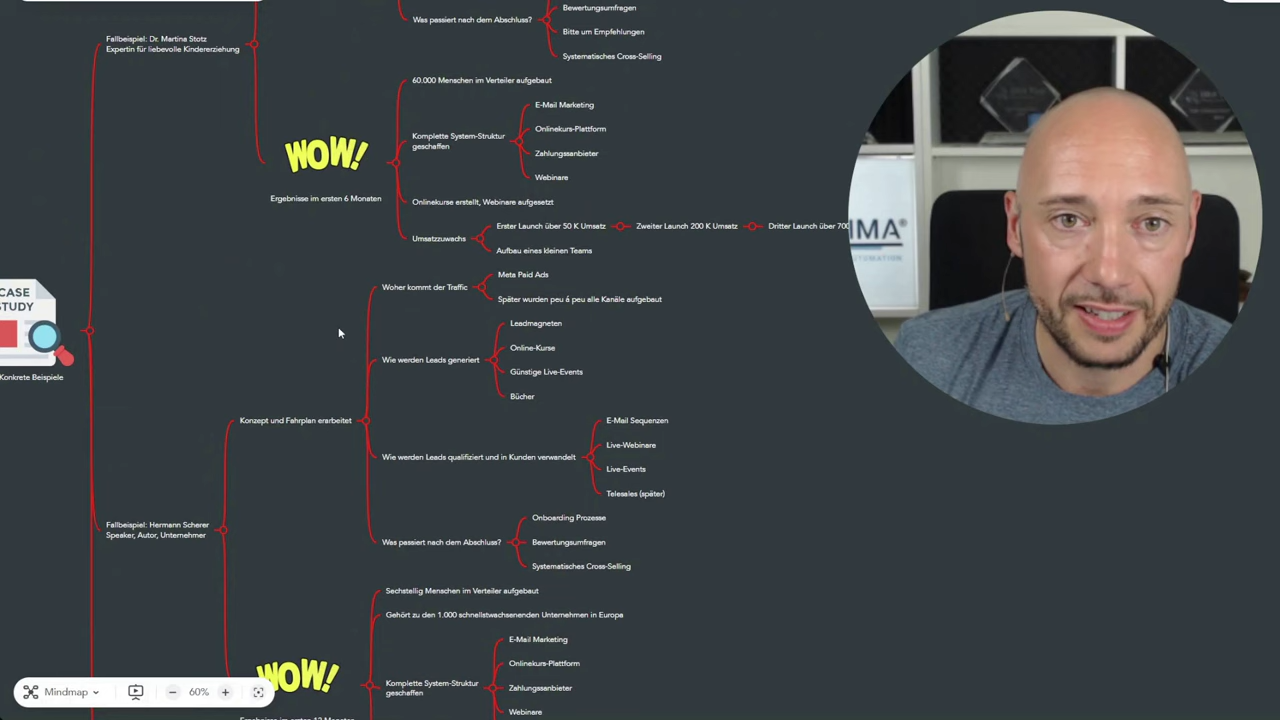 Bewertungsumfragen
Was passiert nach dem Abschluss?
Bitte um Empfehlungen
Systematisches Cross-Selling
Fallbeispiel: Dr. Martina Stotz
Expertin für liebevolle Kindererziehung
60.000 Menschen im Verteiler aufgebaut
E-Mail Marketing
Komplette System-Struktur
geschaffen
Onlinekurs-Plattform
Zahlungsanbieter
Webinare
WOW!
Ergebnisse im ersten 6 Monaten
Onlinekurse erstellt, Webinare aufgesetzt
Umsatzzuwachs
Erster Launch über 50 K Umsatz
Zweiter Launch 200 K Umsatz
Dritter Launch über 700
Aufbau eines kleinen Teams
IMA®
AUTOMATION
CASE
STUDY
Konkrete Beispiele
Woher kommt der Traffic
Meta Paid Ads
Später wurden peu á peu alle Kanäle aufgebaut
Wie werden Leads generiert
Leadmagneten
Online-Kurse
Günstige Live-Events
Bücher
Konzept und Fahrplan erarbeitet
Wie werden Leads qualifiziert und in Kunden verwandelt
E-Mail Sequenzen
Live-Webinare
Live-Events
Telesales (später)
Was passiert nach dem Abschluss?
Onboarding Prozesse
Bewertungsumfragen
Systematisches Cross-Selling
Fallbeispiel: Hermann Scherer
Speaker, Autor, Unternehmer
Sechstellig Menschen im Verteiler aufgebaut
Gehört zu den 1.000 schnellstwachsenenden Unternehmen in Europa
E-Mail Marketing
Komplette System-Struktur
geschaffen
Onlinekurs-Plattform
Zahlungsanbieter
Webinare
WOW!
Mindmap
60%